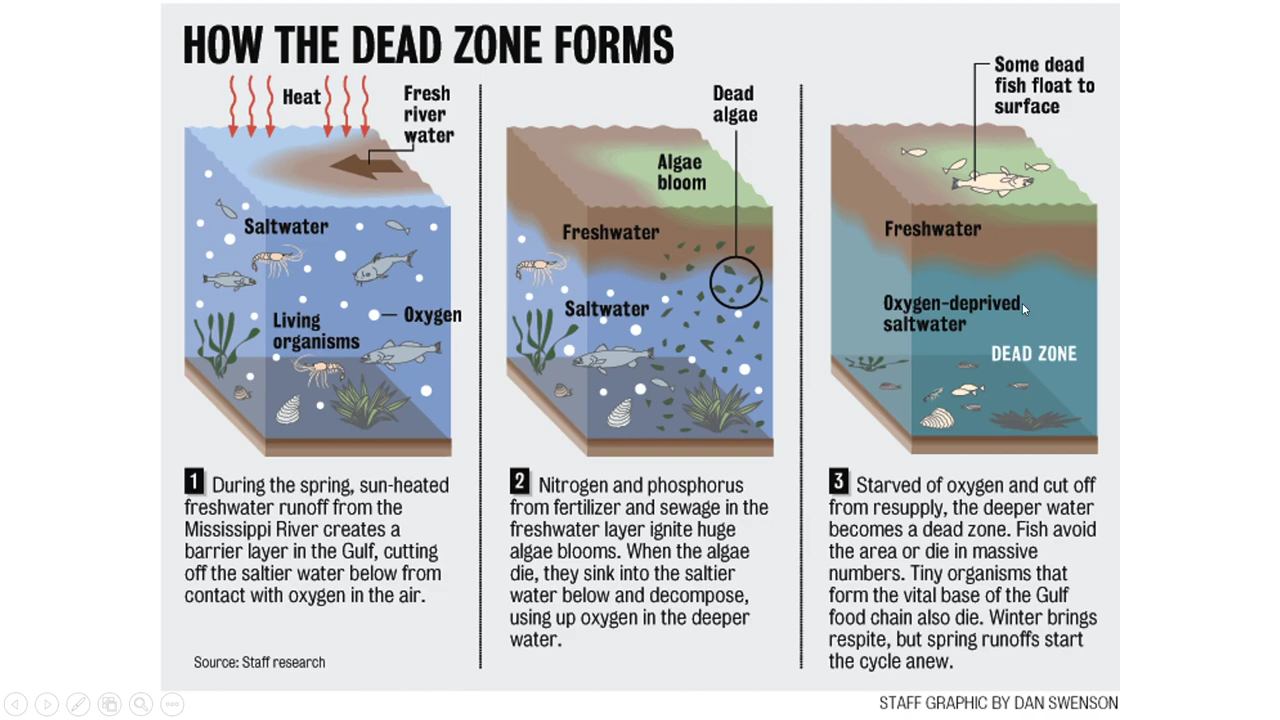 HOW THE DEAD ZONE FORMS
Heat
Fresh
river
water
Saltwater
Oxygen
Living
organisms
1 During the spring, sun-heated
freshwater runoff from the
Mississippi River creates a
barrier layer in the Gulf, cutting
off the saltier water below from
contact with oxygen in the air.
Source: Staff research
Dead
algae
Algae
bloom
Freshwater
Saltwater
2 Nitrogen and phosphorus
from fertilizer and sewage in the
freshwater layer ignite huge
algae blooms. When the algae
die, they sink into the saltier
water below and decompose,
using up oxygen in the deeper
water.
Some dead
fish float to
surface
Freshwater
Oxygen-deprived
saltwater
DEAD ZONE
3 Starved of oxygen and cut off
from resupply, the deeper water
becomes a dead zone. Fish avoid
the area or die in massive
numbers. Tiny organisms that
form the vital base of the Gulf
food chain also die. Winter brings
respite, but spring runoffs start
the cycle anew.
STAFF GRAPHIC BY DAN SWENSON